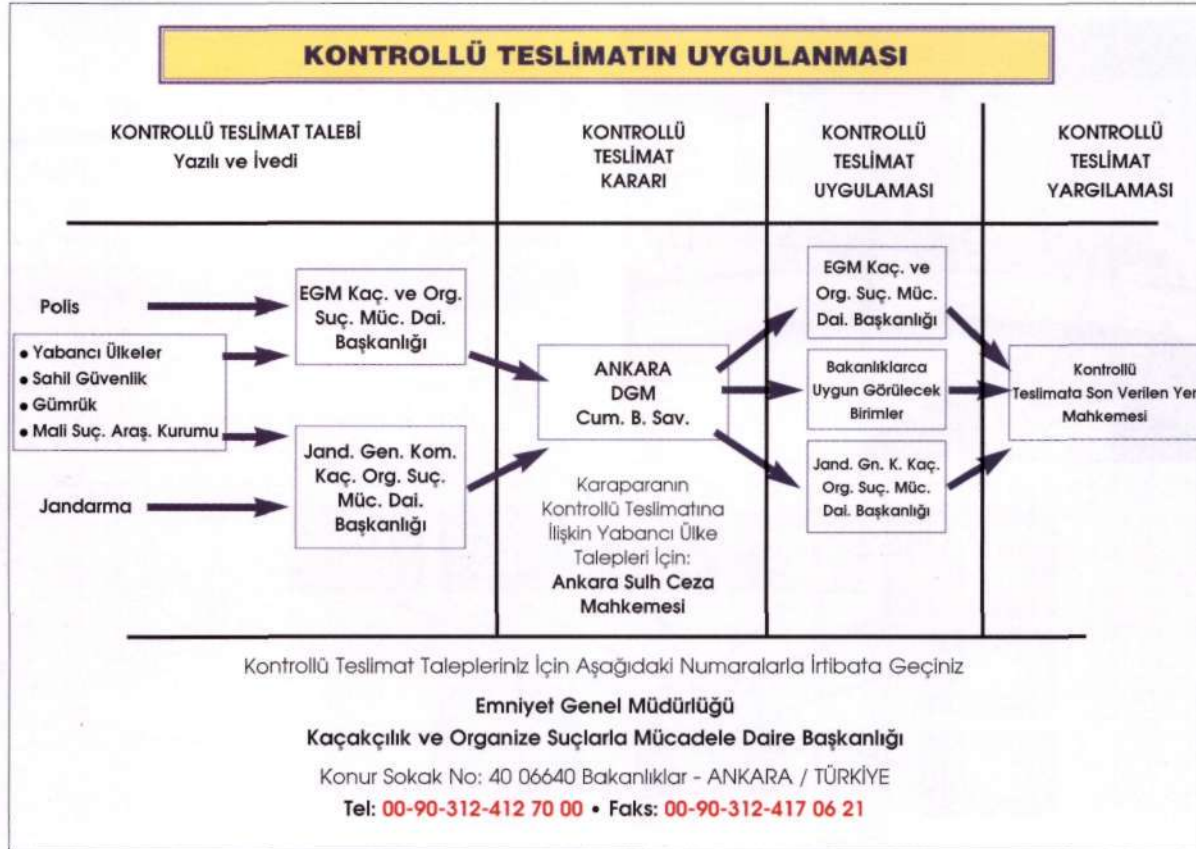 KONTROLLÜ TESLİMATIN UYGULANMASI
KONTROLLÜ TESLİMAT TALEBİ
Yazılı ve İvedi
KONTROLLÜ
TESLİMAT
KARARI
KONTROLLÜ
TESLİMAT
UYGULAMASI
KONTROLLÜ
TESLİMAT
YARGILAMASI
Polis
• Yabancı Ülkeler
• Sahil Güvenlik
• Gümrük
• Mali Suç. Araş. Kurumu
Jandarma
EGM Kaç. ve Org.
Suç. Müc. Dai.
Başkanlığı
Jand. Gen. Kom.
Kaç. Org. Suç.
Müc. Dai.
Başkanlığı
ANKARA
DGM
Cum. B. Sav.
Karaparanın
Kontrollü Teslimatına
İlişkin Yabancı Ülke
Talepleri İçin:
Ankara Sulh Ceza
Mahkemesi
EGM Kaç. ve
Org. Suç. Müc.
Dai. Başkanlığı
Bakanlıklarca
Uygun Görülecek
Birimler
Jand. Gn. K. Kaç.
Org. Suç. Müc.
Dai. Başkanlığı
Kontrollü
Teslimata Son Verilen Yer
Mahkemesi
Kontrollü Teslimat Talepleriniz İçin Aşağıdaki Numaralarla İrtibata Geçiniz
Emniyet Genel Müdürlüğü
Kaçakçılık ve Organize Suçlarla Mücadele Daire Başkanlığı
Konur Sokak No: 40 06640 Bakanlıklar - ANKARA / TÜRKİYE
Tel: 00-90-312-412 70 00 • Faks: 00-90-312-417 06 21